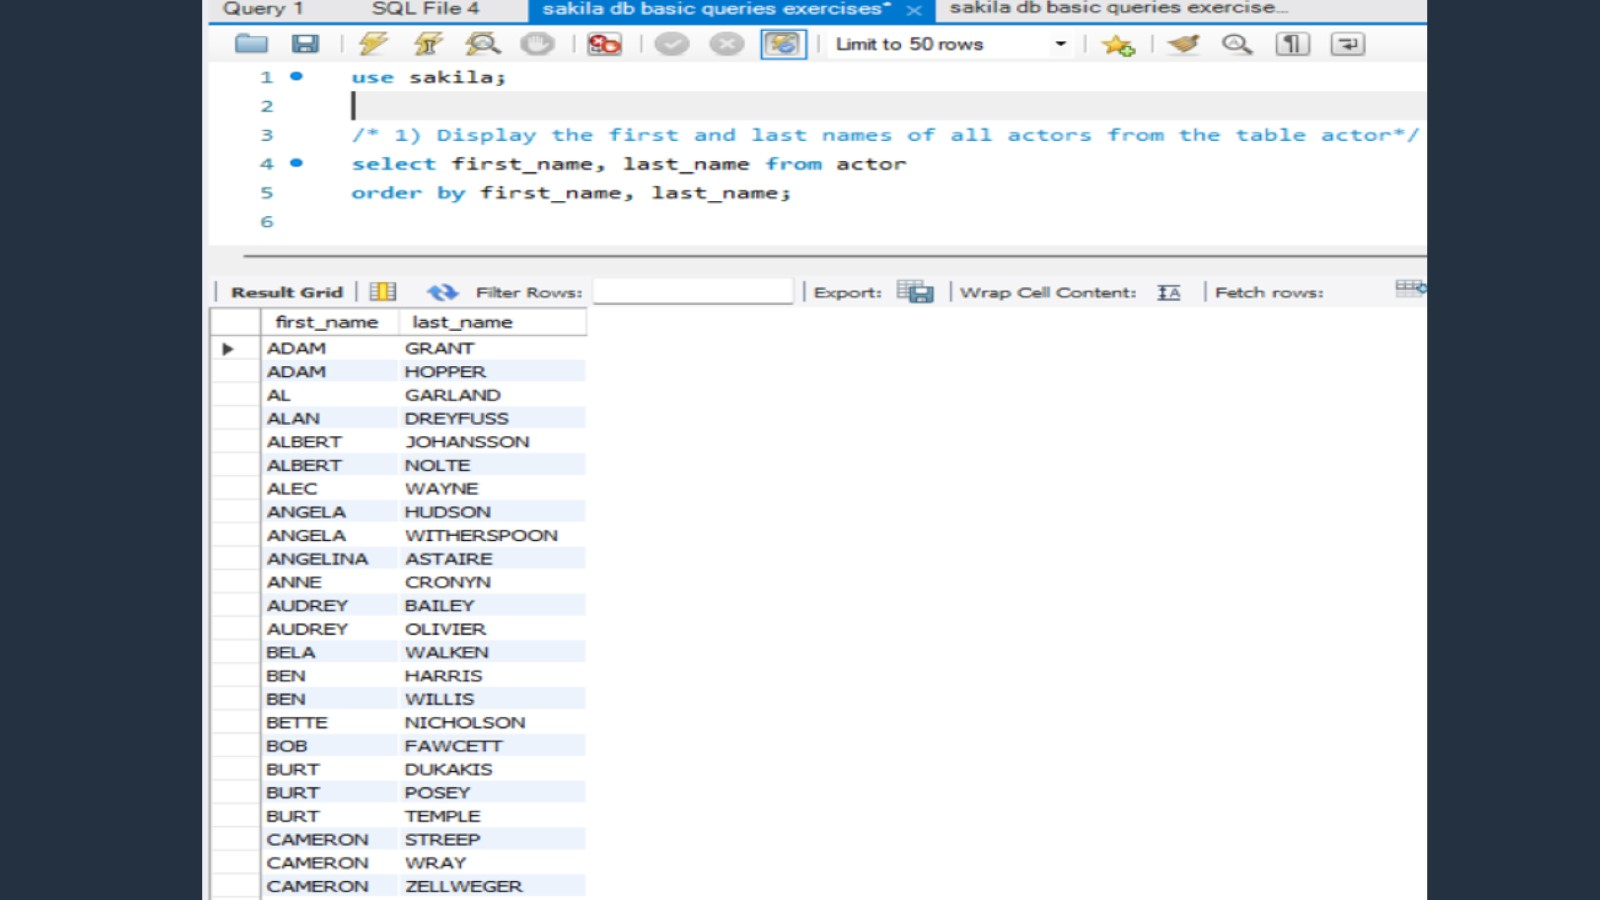 Query 1 SQL File 4 sakila db basic queries exercises* sakila db basic queries exercise...
Limit to 50 rows
1 use sakila;
2
3 /* 1) Display the first and last names of all actors from the table actor*/
4 select first_name, last_name from actor
5 order by first_name, last_name;
6
Result Grid Filter Rows: Export: Wrap Cell Content: Fetch rows:
first_name last_name
ADAM GRANT
ADAM HOPPER
AL GARLAND
ALAN DREYFUSS
ALBERT JOHANSSON
ALBERT NOLTE
ALEC WAYNE
ANGELA HUDSON
ANGELA WITHERSPOON
ANGELINA ASTAIRE
ANNE CRONYN
AUDREY BAILEY
AUDREY OLIVIER
BELA WALKEN
BEN HARRIS
BEN WILLIS
BETTE NICHOLSON
BOB FAWCETT
BURT DUKAKIS
BURT POSEY
BURT TEMPLE
CAMERON STREEP
CAMERON WRAY
CAMERON ZELLWEGER